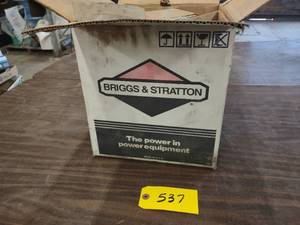 BRIGGS & STRATTON
The power in
power equipment
537